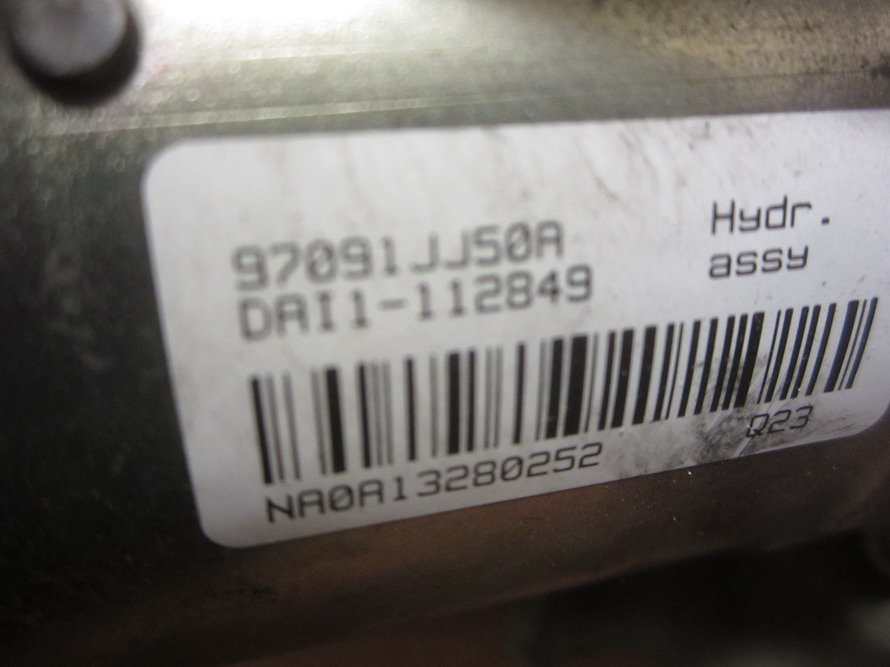 Hydr.
assy
97091JJ50A
DAI1-112849
NA0A13280252
Q23